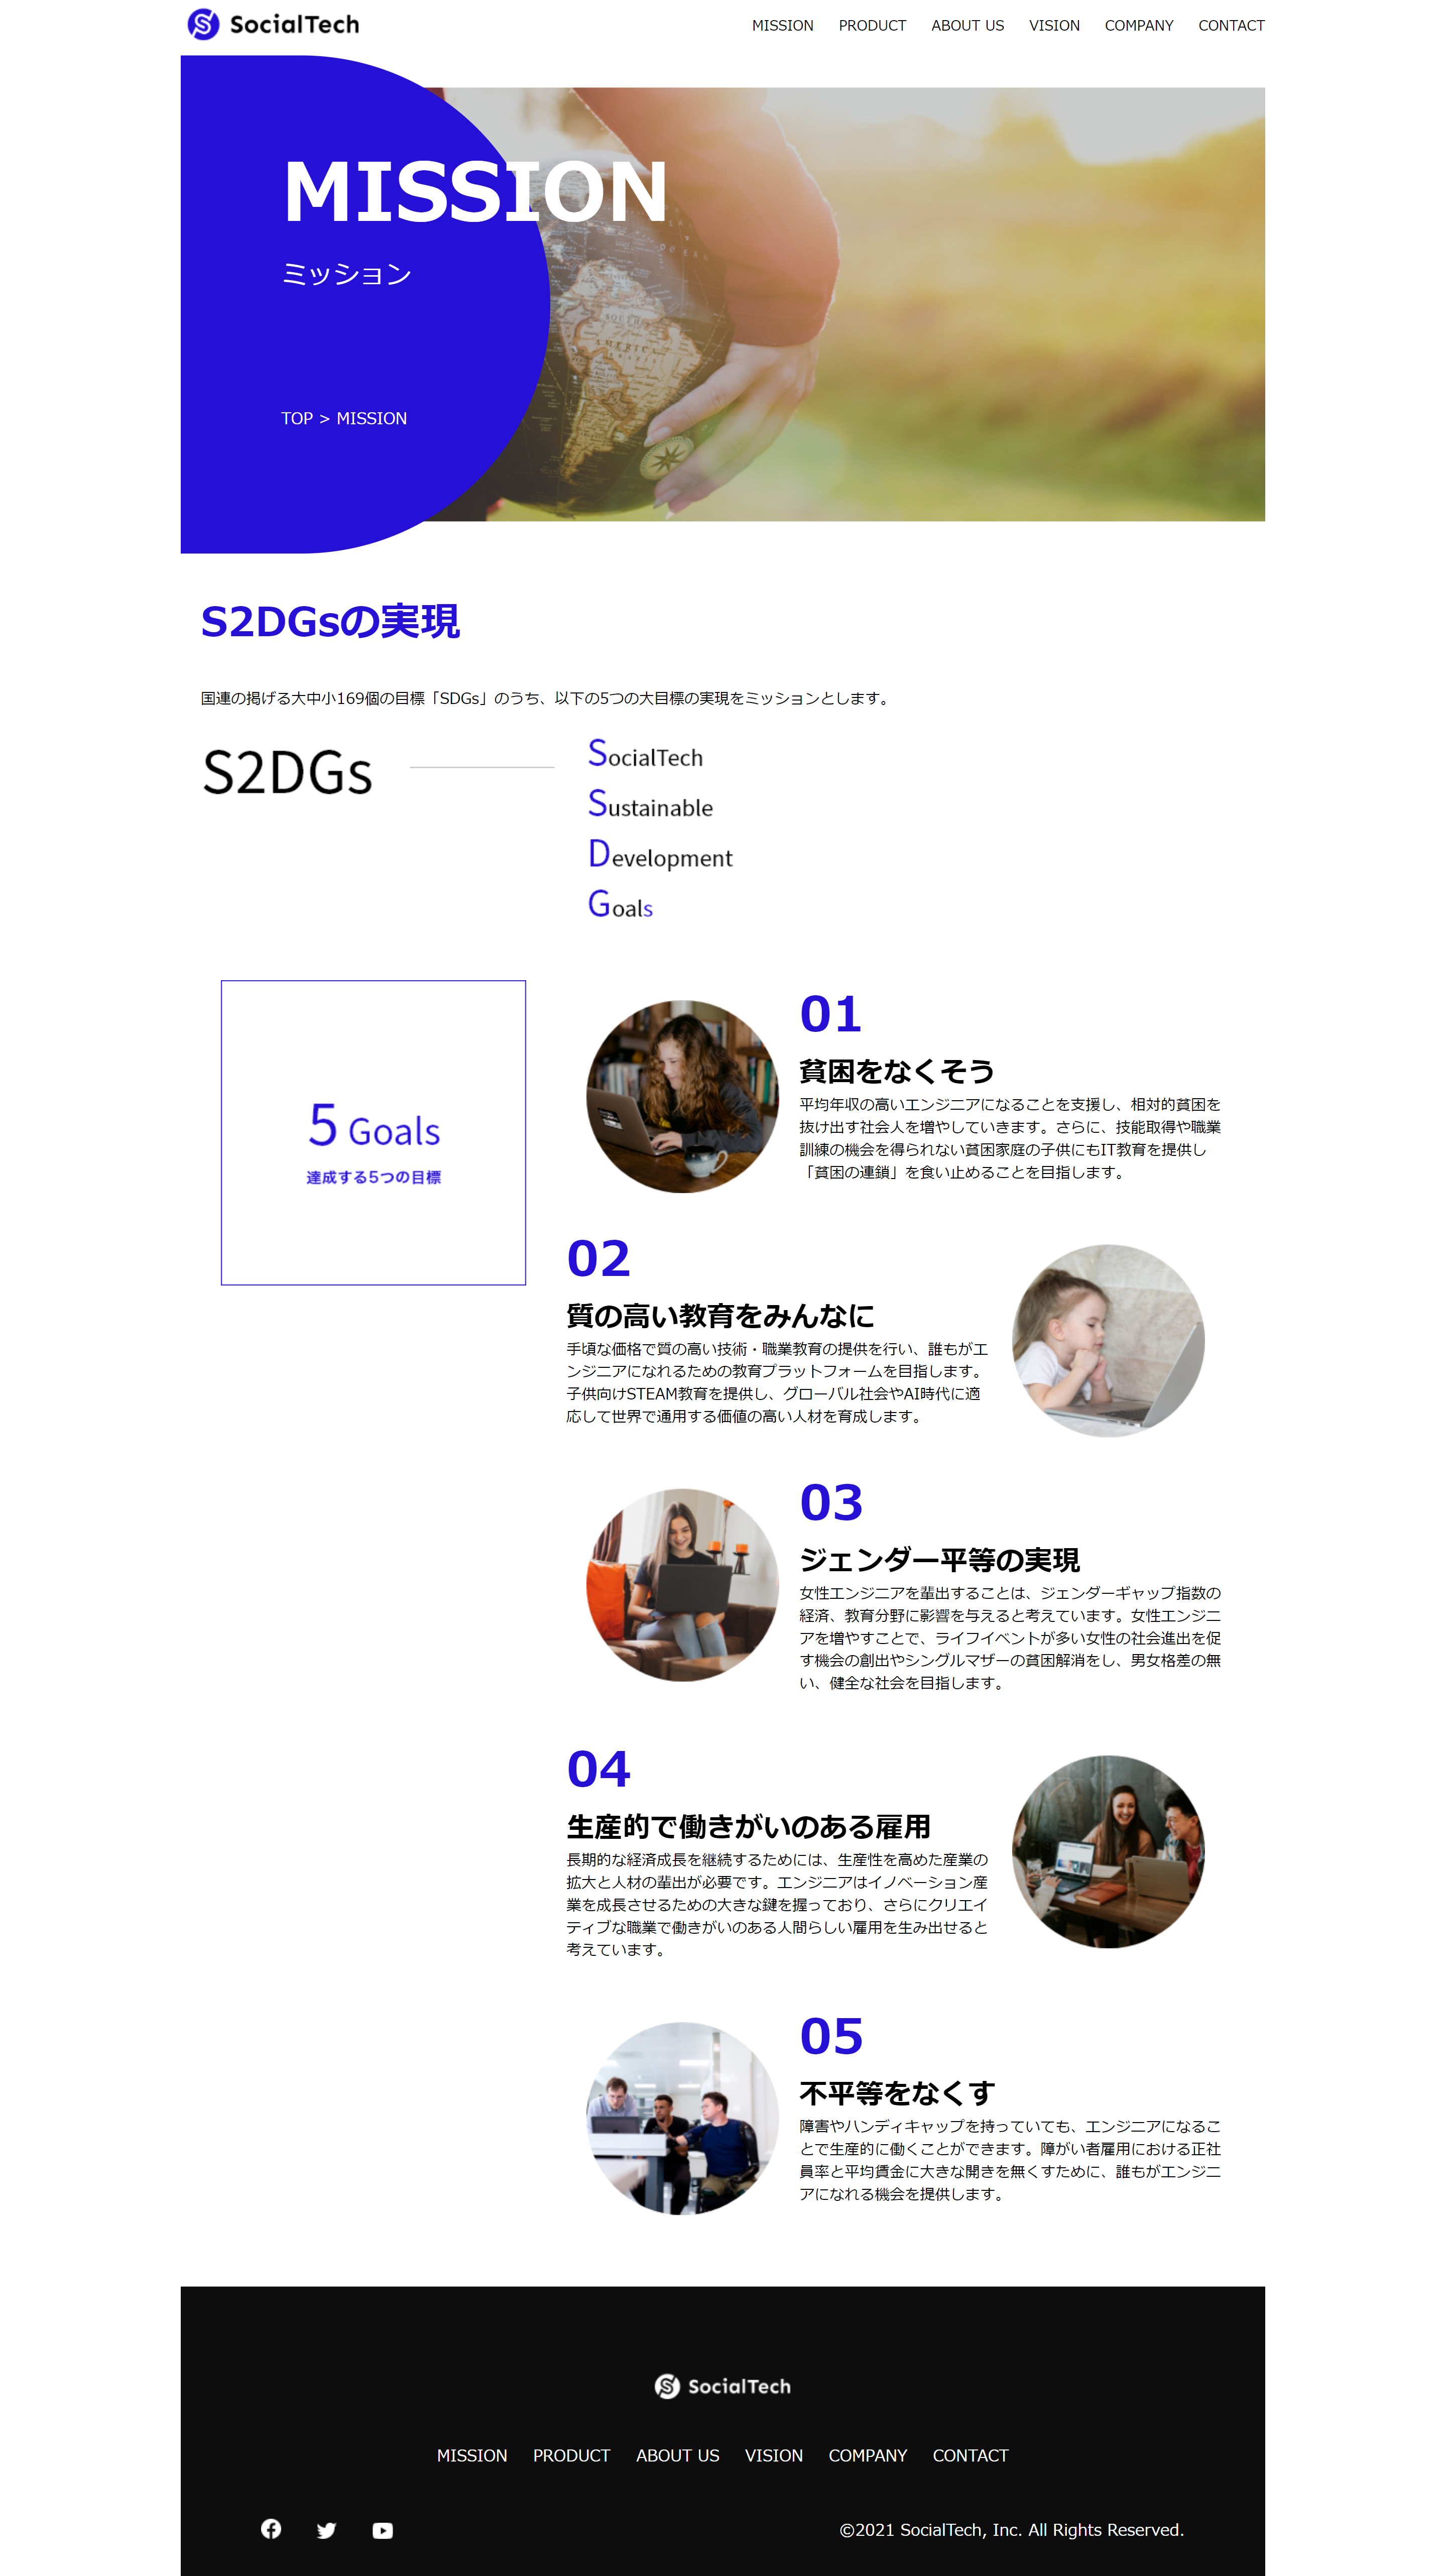 SocialTech
MISSION PRODUCT ABOUT US VISION COMPANY CONTACT
MISSION
ミッション
TOP > MISSION
S2DGsの実現
国連の掲げる大中小169個の目標「SDGs」のうち、以下の5つの大目標の実現をミッションとします。
S2DGs
SocialTech
Sustainable
Development
Goals
5 Goals
達成する5つの目標
01
貧困をなくそう
平均年収の高いエンジニアになることを支援し、相対的貧困を
抜け出す社会人を増やしていきます。さらに、技能取得や職業
訓練の機会を得られない貧困家庭の子供にもIT教育を提供し
「貧困の連鎖」を食い止めることを目指します。
02
質の高い教育をみんなに
手頃な価格で質の高い技術・職業教育の提供を行い、誰もがエ
ンジニアになれるための教育プラットフォームを目指します。
子供向けSTEAM教育を提供し、グローバル社会やAI時代に適
応して世界で通用する価値の高い人材を育成します。
03
ジェンダー平等の実現
女性エンジニアを輩出することは、ジェンダーギャップ指数の
経済、教育分野に影響を与えると考えています。女性エンジニ
アを増やすことで、ライフイベントが多い女性の社会進出を促
す機会の創出やシングルマザーの貧困解消をし、男女格差の無
い、健全な社会を目指します。
04
生産的で働きがいのある雇用
長期的な経済成長を継続するためには、生産性を高めた産業の
拡大と人材の輩出が必要です。エンジニアはイノベーション産
業を成長させるための大きな鍵を握っており、さらにクリエイ
ティブな職業で働きがいのある人間らしい雇用を生み出せると
考えています。
05
不平等をなくす
障害やハンディキャップを持っていても、エンジニアになるこ
とで生産的に働くことができます。障がい者雇用における正社
員率と平均賃金に大きな開きを無くすために、誰もがエンジニ
アになれる機会を提供します。
SocialTech
MISSION PRODUCT ABOUT US VISION COMPANY CONTACT
©2021 SocialTech, Inc. All Rights Reserved.